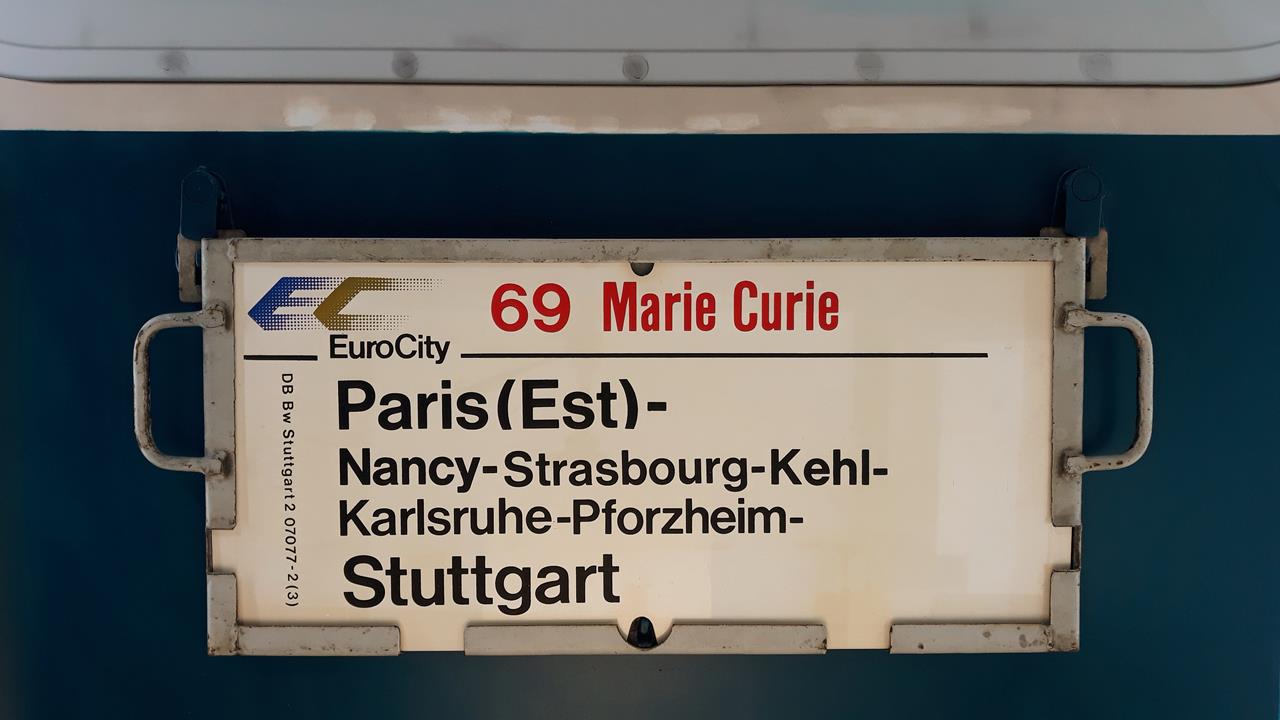 EC
69 Marie Curie
EuroCity
Paris (Est)-
Nancy-Strasbourg-Kehl-
Karlsruhe-Pforzheim-
Stuttgart
DB Bw Stuttgart 2 07077-2(3)